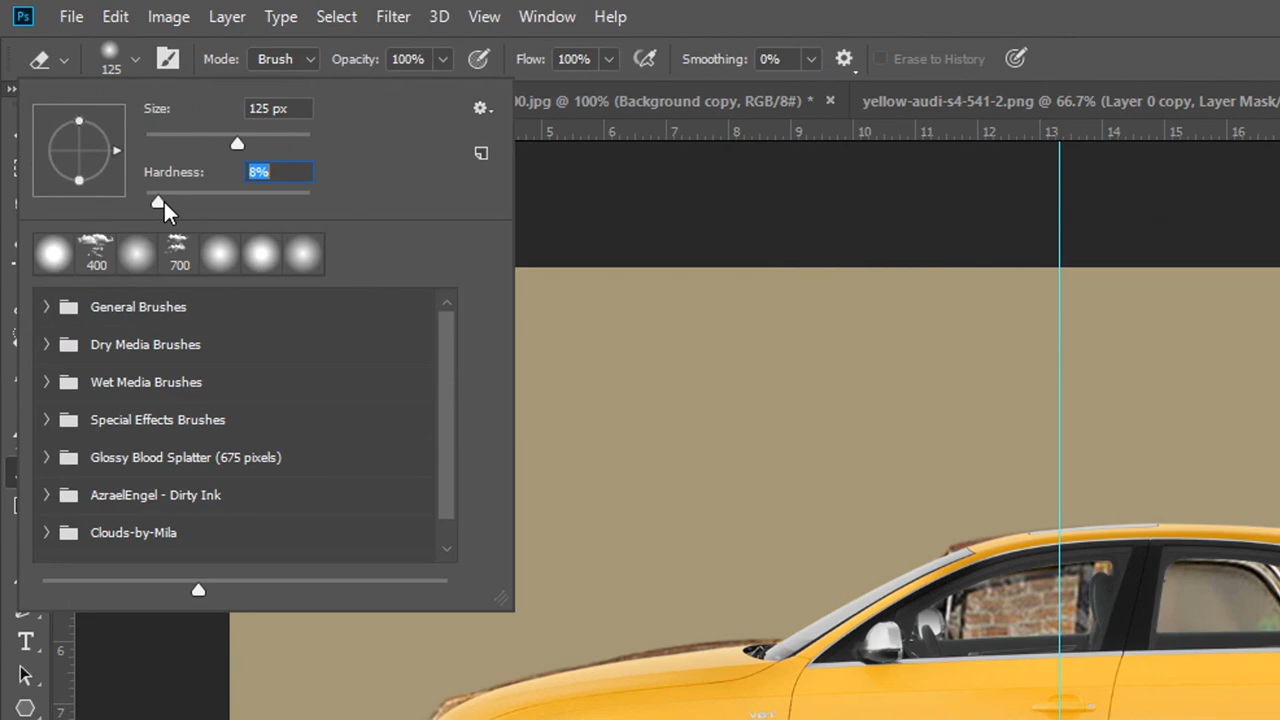 Ps File Edit Image Layer Type Select Filter 3D View Window Help
125 Mode: Brush Opacity: 100% Flow: 100% Smoothing: 0% Erase to History
00.jpg @ 100% (Background copy, RGB/8#) * × yellow-audi-s4-541-2.png @ 66.7% (Layer 0 copy, Layer Mask/
Size: 125 px
5 6 7 8 9 10 11 12 13 14 15 16
Hardness: 8%
400 700
General Brushes
Dry Media Brushes
Wet Media Brushes
Special Effects Brushes
Glossy Blood Splatter (675 pixels)
AzraelEngel - Dirty Ink
Clouds-by-Mila
T 6
7